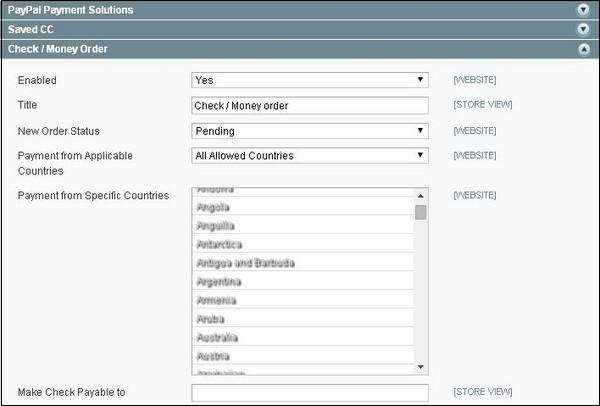 PayPal Payment Solutions
Saved CC
Check / Money Order
Enabled Yes [WEBSITE]
Title Check / Money order [STORE VIEW]
New Order Status Pending [WEBSITE]
Payment from Applicable All Allowed Countries [WEBSITE]
Countries
Payment from Specific Countries Andorra [WEBSITE]
Angola
Anguilla
Antarctica
Antigua and Barbuda
Argentina
Armenia
Aruba
Australia
Austria
Azerbaijan
Make Check Payable to [STORE VIEW]